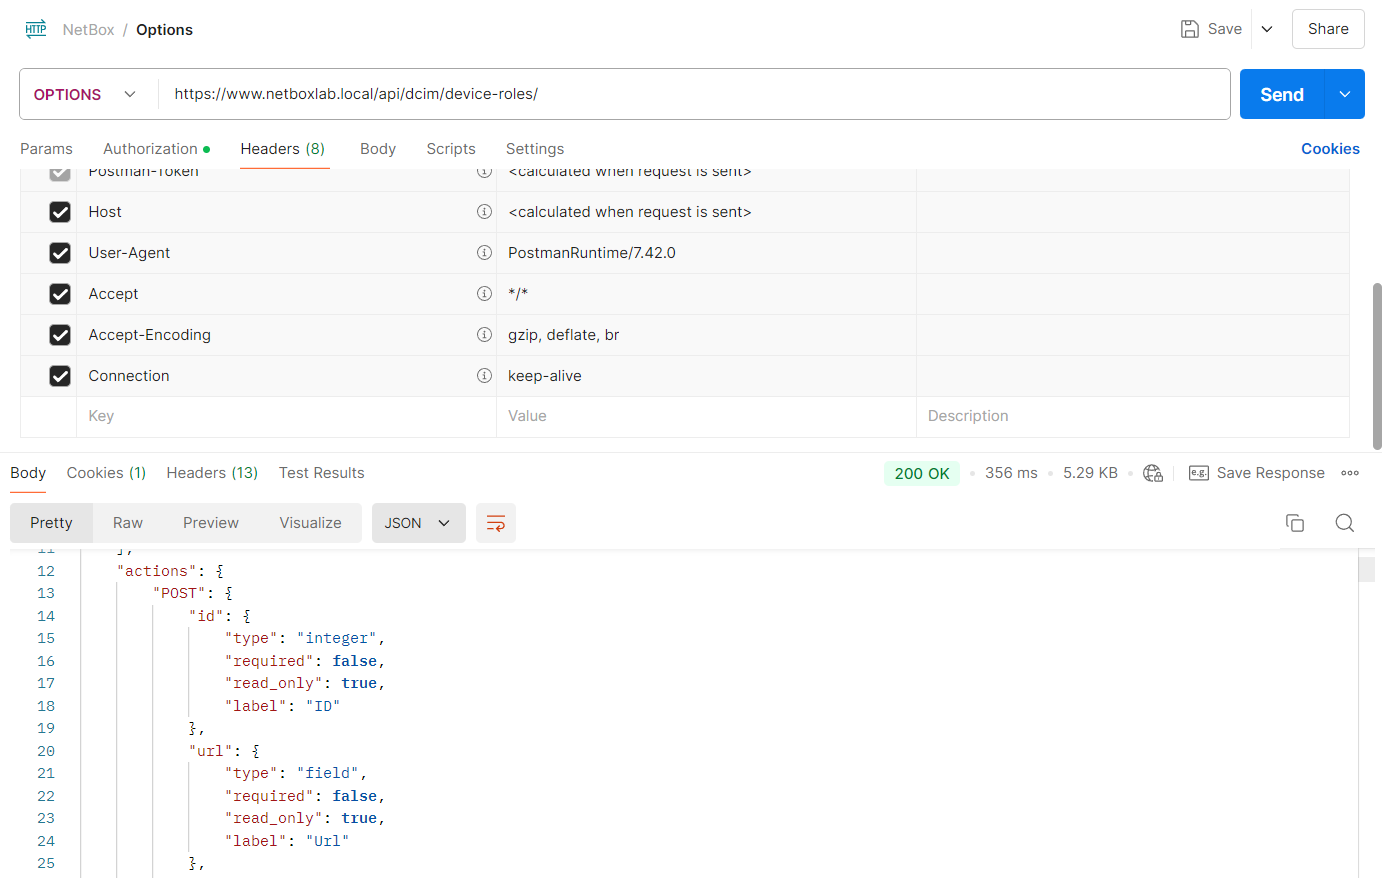 HTTP NetBox / Options Save Share
OPTIONS https://www.netboxlab.local/api/dcim/device-roles/ Send
Params Authorization Headers (8) Body Scripts Settings Cookies
Postman-Token <calculated when request is sent>
Host <calculated when request is sent>
User-Agent PostmanRuntime/7.42.0
Accept */*
Accept-Encoding gzip, deflate, br
Connection keep-alive
Key Value Description
Body Cookies (1) Headers (13) Test Results 200 OK 356 ms 5.29 KB e.g. Save Response
Pretty Raw Preview Visualize JSON
11 ],
12 "actions": {
13 "POST": {
14 "id": {
15 "type": "integer",
16 "required": false,
17 "read_only": true,
18 "label": "ID"
19 },
20 "url": {
21 "type": "field",
22 "required": false,
23 "read_only": true,
24 "label": "Url"
25 },